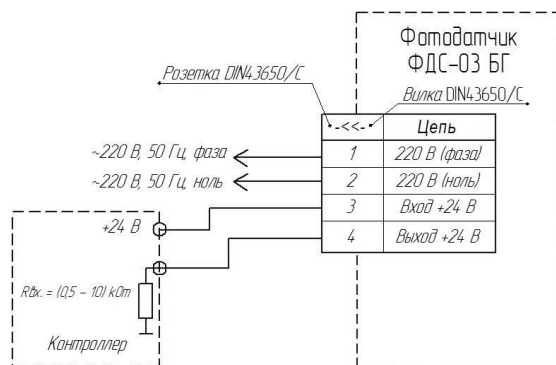 Фотодатчик
ФДС-03 БГ
Розетка DIN43650/С
Вилка DIN43650/С
-<<- Цепь
~220 В, 50 Гц, фаза
1 220 В (фаза)
~220 В, 50 Гц, ноль
2 220 В (ноль)
+24 В
3 Вход +24 В
4 Выход +24 В
Rвх. = (0,5 - 10) кОм
Контроллер